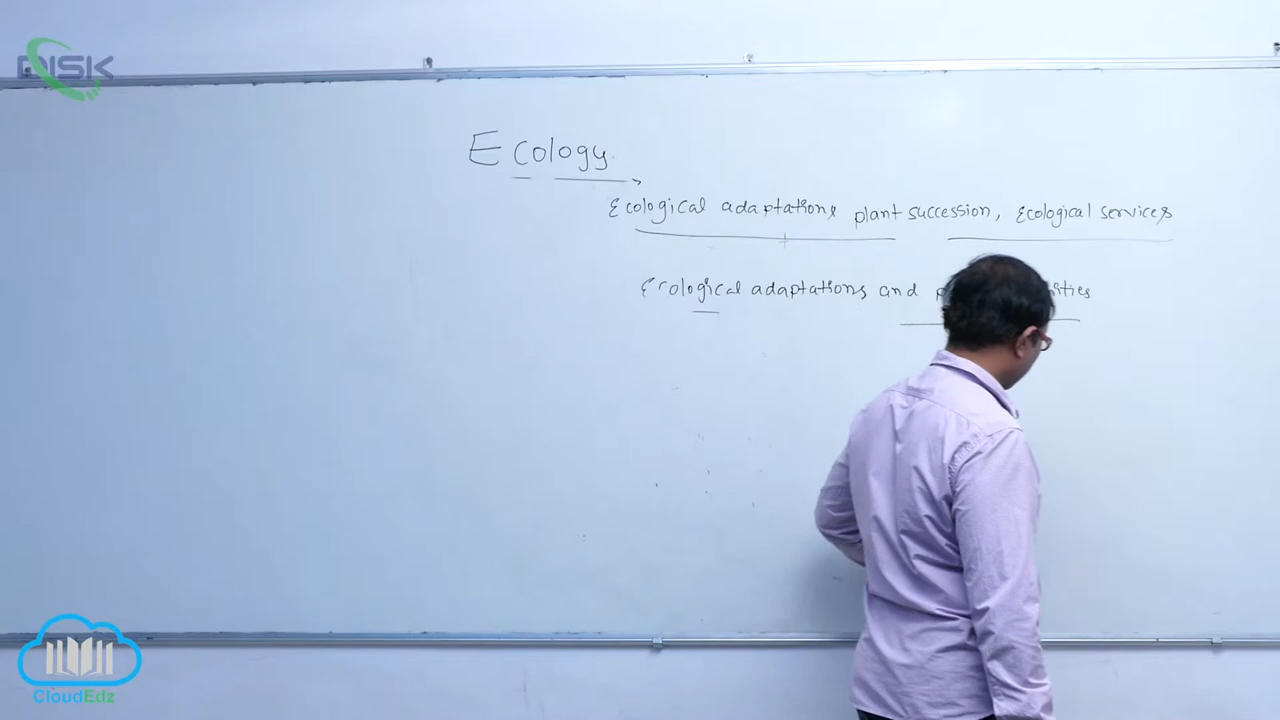 DISK
Ecology
Ecological adaptations plant succession, Ecological services
Ecological adaptations and
CloudEdz